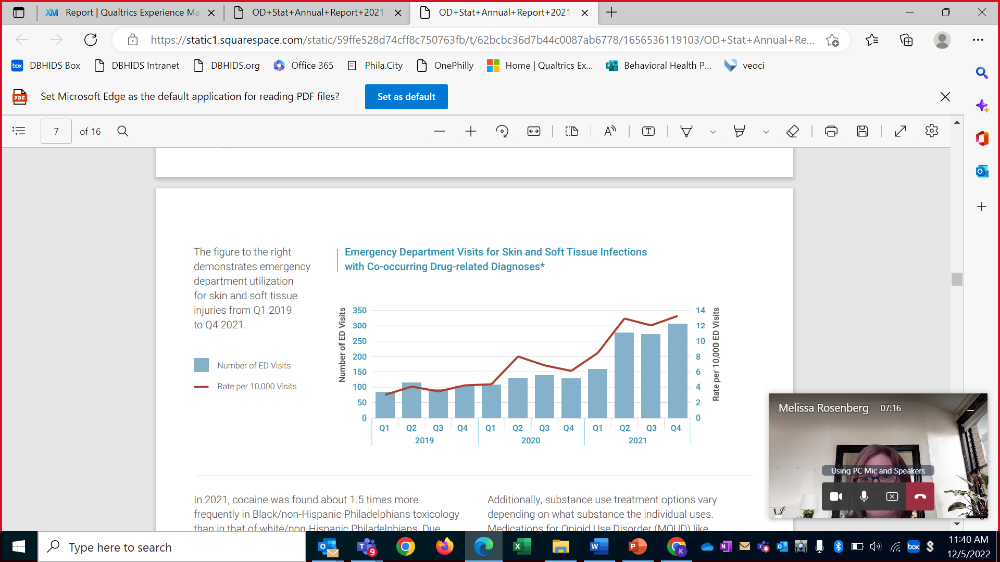 XM Report | Qualtrics Experience Ma
OD+Stat+Annual+Report+2021-
OD+Stat+Annual+Report+2021-
https://static1.squarespace.com/static/59ffe528d74cff8c750763fb/t/62bcbc36d7b44c0087ab6778/1656536119103/OD+Stat+Annual+Re...
box DBHIDS Box DBHIDS Intranet DBHIDS.org Office 365 Phila.City OnePhilly Home | Qualtrics Ex... Behavioral Health P... veoci
PDF Set Microsoft Edge as the default application for reading PDF files? Set as default
7 of 16
The figure to the right
demonstrates emergency
department utilization
for skin and soft tissue
injuries from Q1 2019
to Q4 2021.
Number of ED Visits
Rate per 10,000 Visits
Emergency Department Visits for Skin and Soft Tissue Infections
with Co-occurring Drug-related Diagnoses*
Number of ED Visits
350
300
250
200
150
100
50
0
14
12
10
8
6
4
2
0
Rate per 10,000 ED Visits
Q1 Q2 Q3 Q4 Q1 Q2 Q3 Q4 Q1 Q2 Q3 Q4
2019 2020 2021
In 2021, cocaine was found about 1.5 times more
frequently in Black/non-Hispanic Philadelphians toxicology
than in that of white/non-Hispanic Philadelphians. Due
Additionally, substance use treatment options vary
depending on what substance the individual uses.
Medications for Opioid Use Disorder (MOUD) like
Melissa Rosenberg 07:16
Using PC Mic and Speakers
Type here to search
9
K
box
11:40 AM
12/5/2022